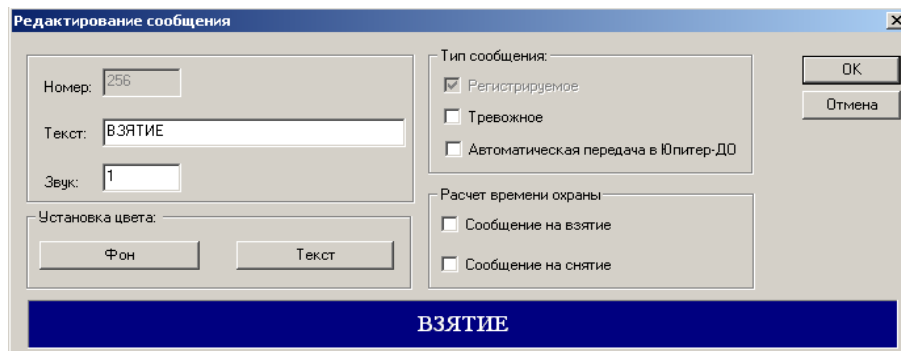 Редактирование сообщения
Номер: 256
Текст: ВЗЯТИЕ
Звук: 1
Установка цвета:
Фон Текст
Тип сообщения:
Регистрируемое
Тревожное
Автоматическая передача в Юпитер-ДО
Расчет времени охраны
Сообщение на взятие
Сообщение на снятие
OK
Отмена
ВЗЯТИЕ